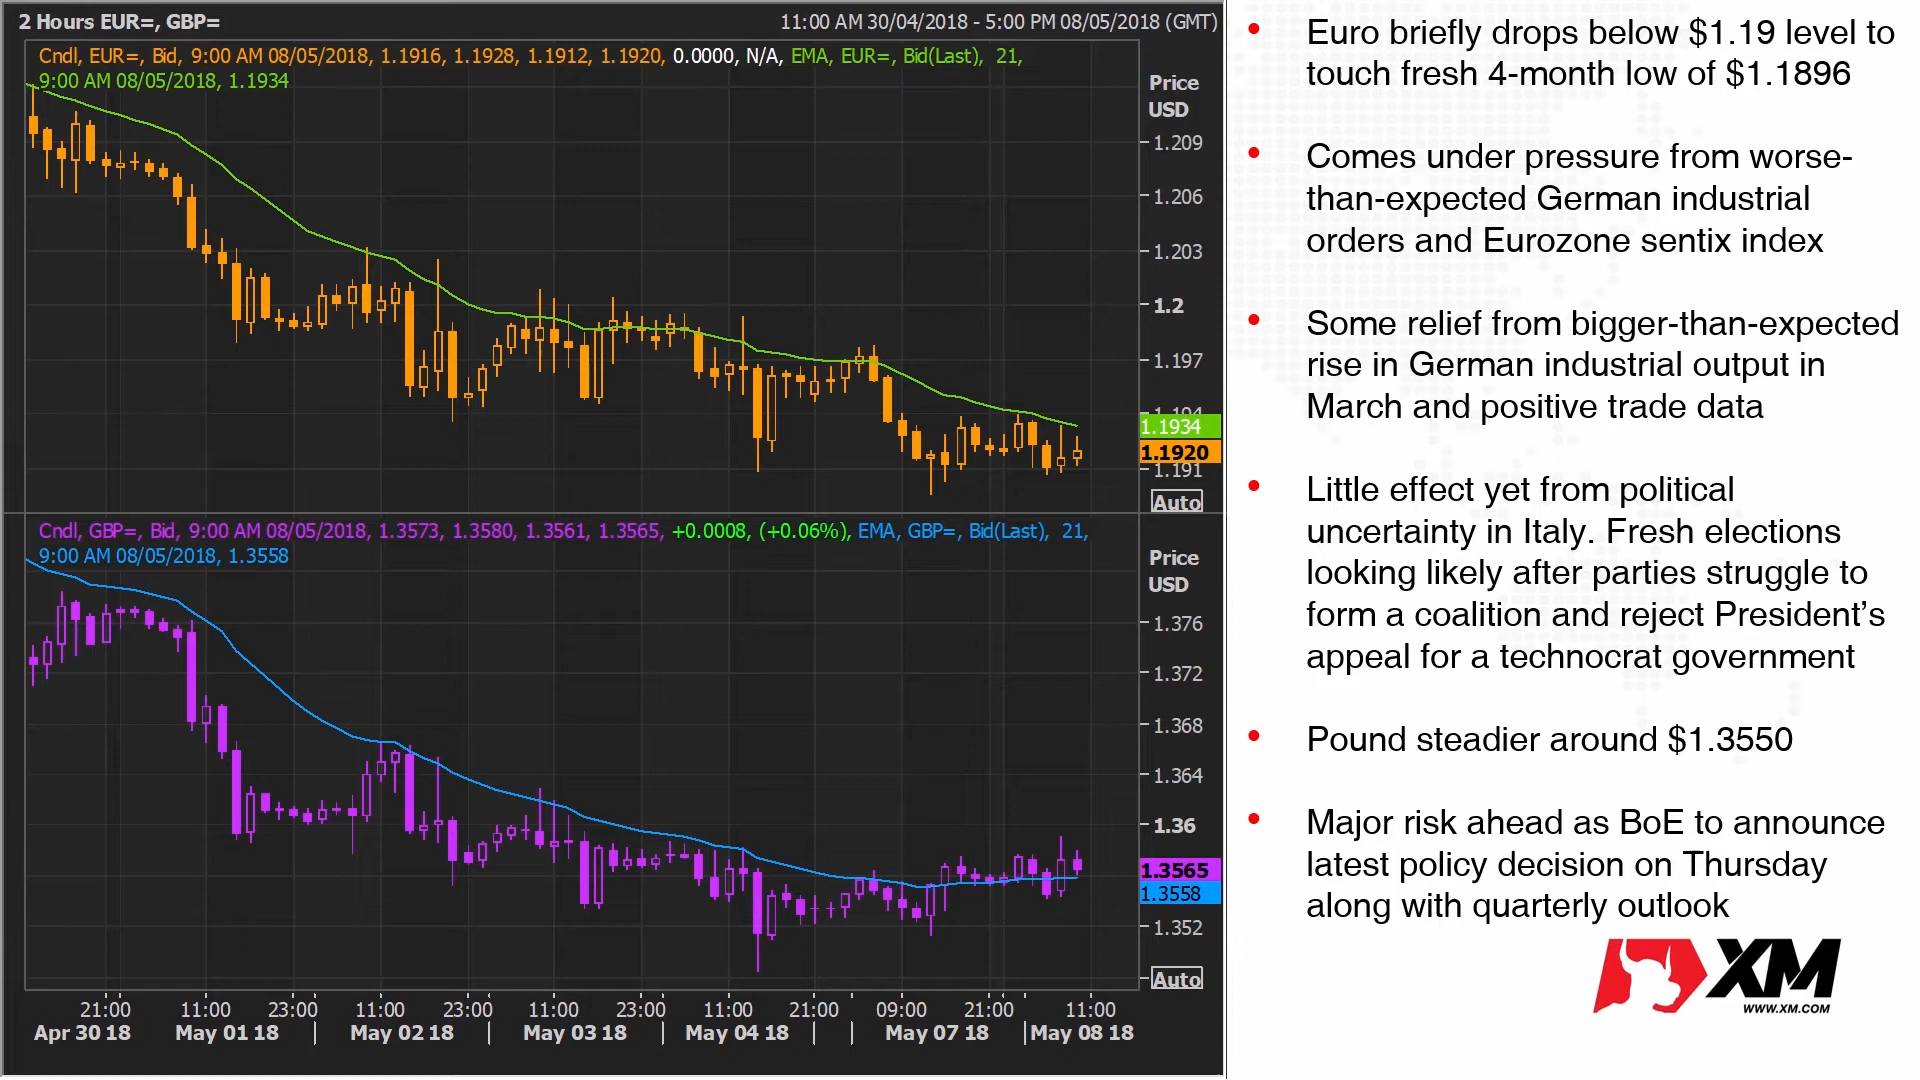 2 Hours EUR=, GBP=
11:00 AM 30/04/2018 - 5:00 PM 08/05/2018 (GMT)
Cndl, EUR=, Bid, 9:00 AM 08/05/2018, 1.1916, 1.1928, 1.1912, 1.1920, 0.0000, N/A, EMA, EUR=, Bid(Last), 21,
9:00 AM 08/05/2018, 1.1934
Price
USD
1.209
1.206
1.203
1.2
1.197
1.194
1.1934
1.1920
1.191
Auto
Cndl, GBP=, Bid, 9:00 AM 08/05/2018, 1.3573, 1.3580, 1.3561, 1.3565, +0.0008, (+0.06%), EMA, GBP=, Bid(Last), 21,
9:00 AM 08/05/2018, 1.3558
Price
USD
1.376
1.372
1.368
1.364
1.36
1.3565
1.3558
1.352
Auto
21:00 11:00 23:00 11:00 23:00 11:00 23:00 11:00 21:00 09:00 21:00 11:00
Apr 30 18 May 01 18 May 02 18 May 03 18 May 04 18 May 07 18 May 08 18
• Euro briefly drops below $1.19 level to
touch fresh 4-month low of $1.1896
• Comes under pressure from worse-
than-expected German industrial
orders and Eurozone sentix index
• Some relief from bigger-than-expected
rise in German industrial output in
March and positive trade data
• Little effect yet from political
uncertainty in Italy. Fresh elections
looking likely after parties struggle to
form a coalition and reject President’s
appeal for a technocrat government
• Pound steadier around $1.3550
• Major risk ahead as BoE to announce
latest policy decision on Thursday
along with quarterly outlook
XM
WWW.XM.COM